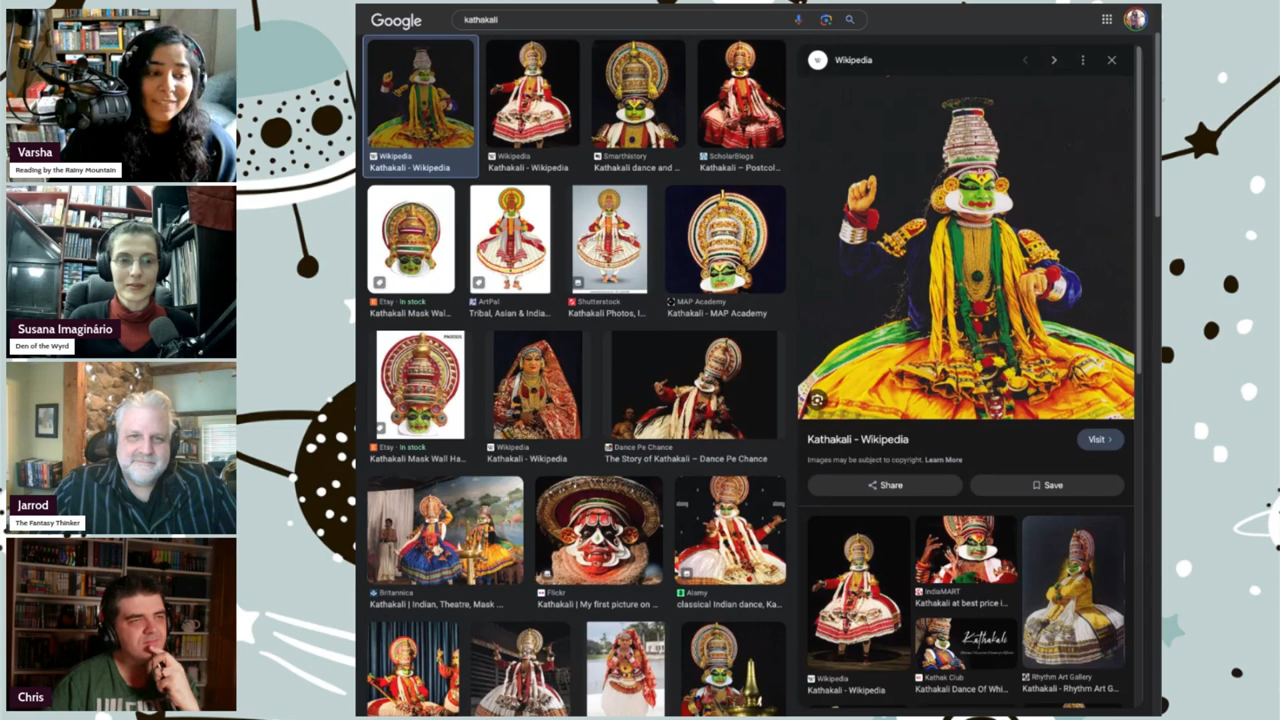 Varsha
Reading by the Rainy Mountain
Susana Imaginário
Den of the Wyrd
Jarrod
The Fantasy Thinker
Chris
Google
kathakali
Wikipedia
Kathakali - Wikipedia
Wikipedia
Kathakali - Wikipedia
Smarthistory
Kathakali dance and ...
ScholarBlogs
Kathakali – Postcol...
Etsy · In stock
Kathakali Mask Wal...
ArtPal
Tribal, Asian & India...
Shutterstock
Kathakali Photos, I...
MAP Academy
Kathakali - MAP Academy
Etsy · In stock
Kathakali Mask Wall Ha...
Wikipedia
Kathakali - Wikipedia
Dance Pe Chance
The Story of Kathakali – Dance Pe Chance
Britannica
Kathakali | Indian, Theatre, Mask ...
Flickr
Kathakali | My first picture on ...
Alamy
classical Indian dance, Ka...
Wikipedia
Kathakali - Wikipedia
Visit
Images may be subject to copyright. Learn More
Share
Save
Wikipedia
Kathakali - Wikipedia
IndiaMART
Kathakali at best price i...
Kathakali
Kathak Club
Kathakali Dance Of Whi...
Rhythm Art Gallery
Kathakali - Rhythm Art G...